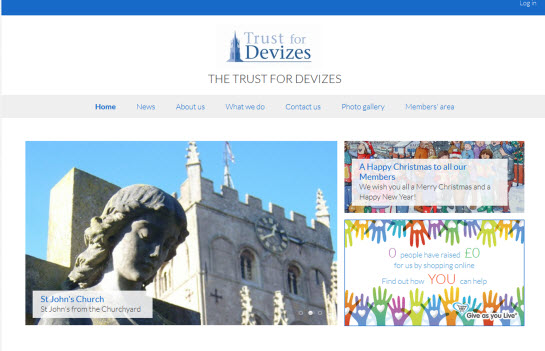 Log in
Trust for
Devizes
THE TRUST FOR DEVIZES
Home News About us What we do Contact us Photo gallery Members' area
St John's Church
St John's from the Churchyard
A Happy Christmas to all our
Members
We wish you all a Merry Christmas and a
Happy New Year!
0 people have raised £0
for us by shopping online
Find out how YOU can help
Give as you Live